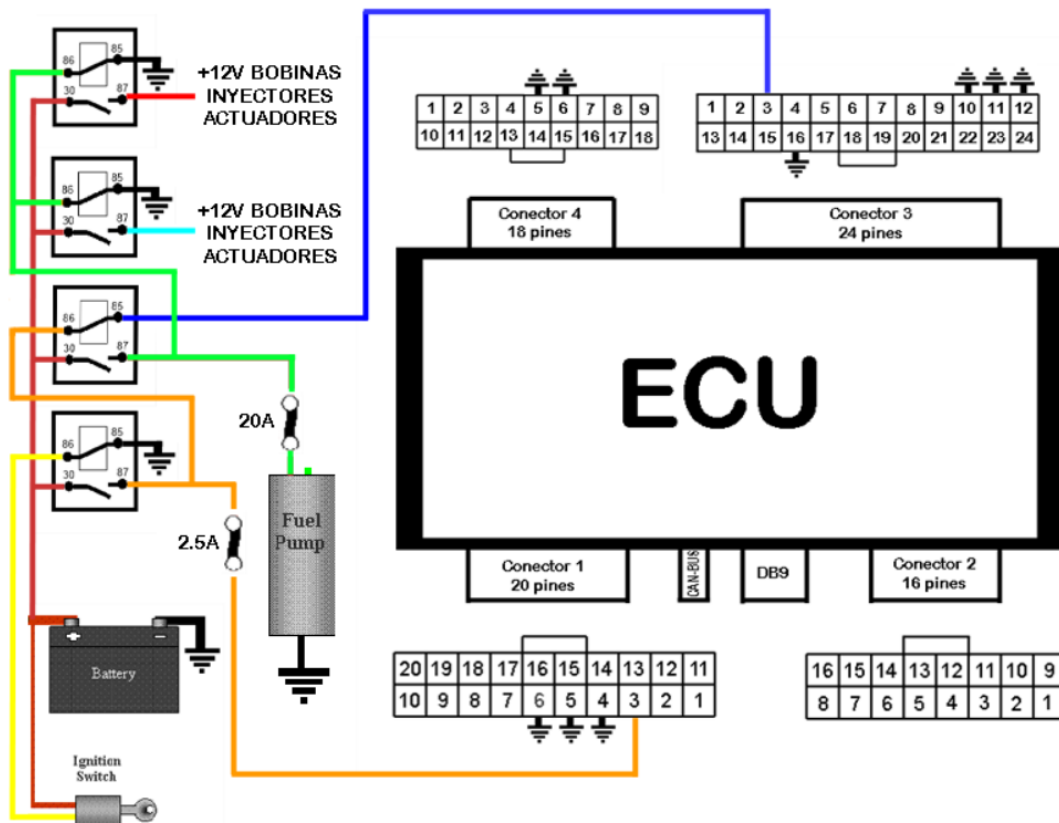 86
85
30
87
+12V BOBINAS
INYECTORES
ACTUADORES
86
85
30
87
+12V BOBINAS
INYECTORES
ACTUADORES
86
85
30
87
86
85
30
87
20A
2.5A
Fuel
Pump
+ −
Battery
Ignition
Switch
1 2 3 4 5 6 7 8 9
10 11 12 13 14 15 16 17 18
1 2 3 4 5 6 7 8 9 10 11 12
13 14 15 16 17 18 19 20 21 22 23 24
Conector 4
18 pines
Conector 3
24 pines
ECU
Conector 1
20 pines
CAN-BUS
DB9
Conector 2
16 pines
20 19 18 17 16 15 14 13 12 11
10 9 8 7 6 5 4 3 2 1
16 15 14 13 12 11 10 9
8 7 6 5 4 3 2 1